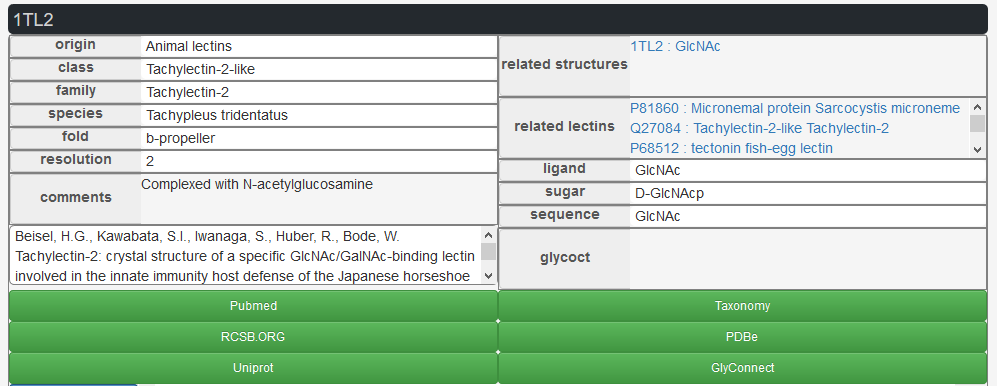 1TL2
origin Animal lectins
class Tachylectin-2-like
family Tachylectin-2
species Tachypleus tridentatus
fold b-propeller
resolution 2
comments Complexed with N-acetylglucosamine
Beisel, H.G., Kawabata, S.I., Iwanaga, S., Huber, R., Bode, W.
Tachylectin-2: crystal structure of a specific GlcNAc/GalNAc-binding lectin
involved in the innate immunity host defense of the Japanese horseshoe
related structures 1TL2 : GlcNAc
related lectins P81860 : Micronemal protein Sarcocystis microneme
Q27084 : Tachylectin-2-like Tachylectin-2
P68512 : tectonin fish-egg lectin
ligand GlcNAc
sugar D-GlcNAcp
sequence GlcNAc
glycoct
Pubmed Taxonomy
RCSB.ORG PDBe
Uniprot GlyConnect